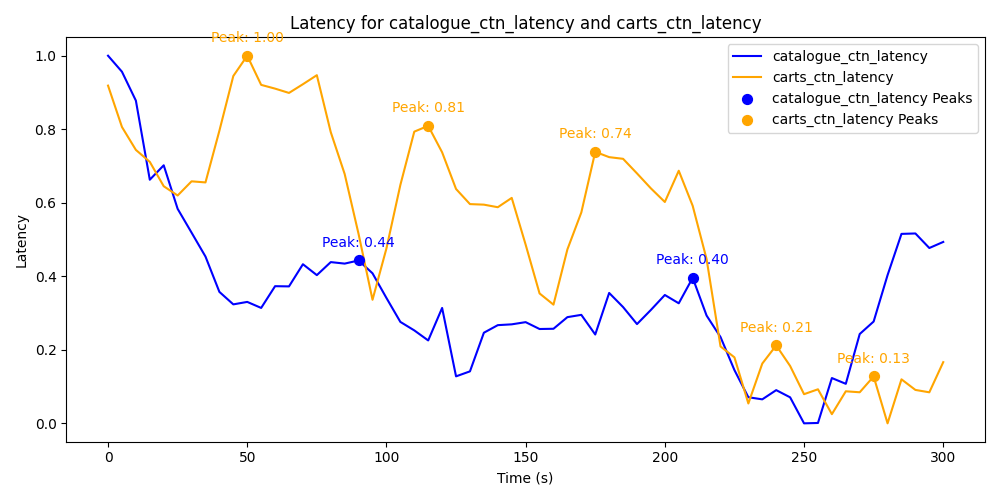 Latency for catalogue_ctn_latency and carts_ctn_latency
Peak: 1.00
catalogue_ctn_latency
carts_ctn_latency
catalogue_ctn_latency Peaks
carts_ctn_latency Peaks
Peak: 0.81
Peak: 0.74
Peak: 0.44
Peak: 0.40
Peak: 0.21
Peak: 0.13
Latency
1.0
0.8
0.6
0.4
0.2
0.0
0
50
100
150
200
250
300
Time (s)